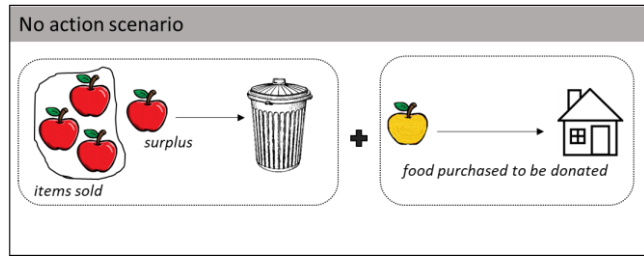 No action scenario
surplus
items sold
food purchased to be donated